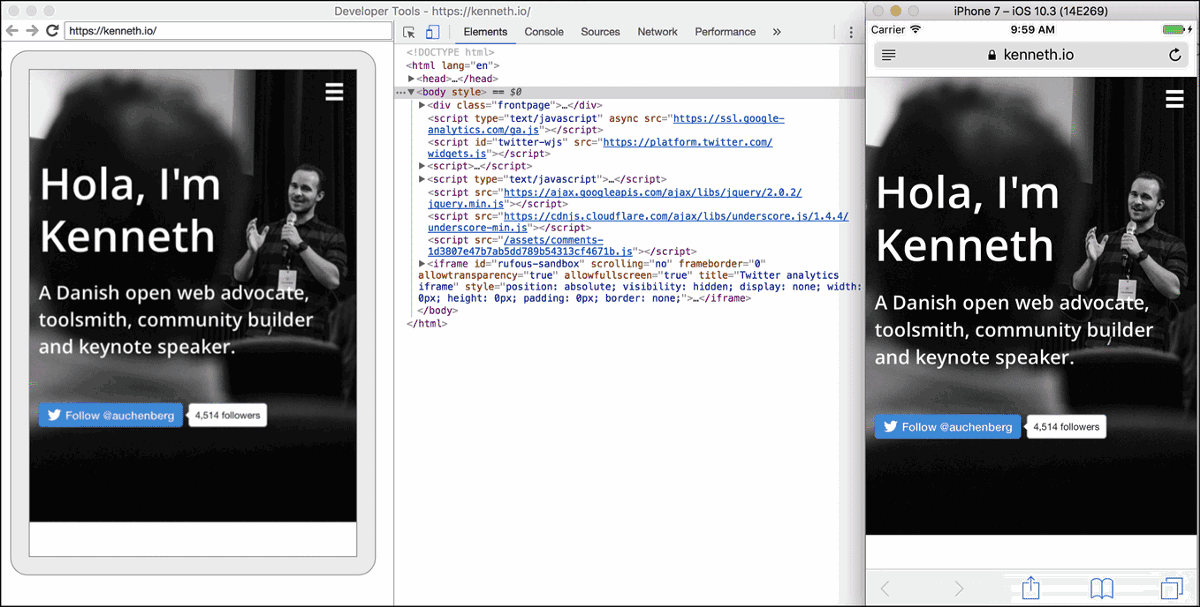 Developer Tools - https://kenneth.io/
https://kenneth.io/
Hola, I'm
Kenneth
A Danish open web advocate,
toolsmith, community builder
and keynote speaker.
Follow @auchenberg
4,514 followers
Elements Console Sources Network Performance »
<!DOCTYPE html>
<html lang="en">
▶<head>…</head>
…▼<body style> == $0
▶<div class="frontpage">…</div>
<script type="text/javascript" async src="https://ssl.google-
analytics.com/ga.js"></script>
<script id="twitter-wjs" src="https://platform.twitter.com/
widgets.js"></script>
▶<script>…</script>
▶<script type="text/javascript">…</script>
<script src="https://ajax.googleapis.com/ajax/libs/jquery/2.0.2/
jquery.min.js"></script>
<script src="https://cdnjs.cloudflare.com/ajax/libs/underscore.js/1.4.4/
underscore-min.js"></script>
<script src="/assets/comments-
1d3807e47b7ab5dd789b54313cf4671b.js"></script>
▶<iframe id="rufous-sandbox" scrolling="no" frameborder="0"
allowtransparency="true" allowfullscreen="true" title="Twitter analytics
iframe" style="position: absolute; visibility: hidden; display: none; width:
0px; height: 0px; padding: 0px; border: none;">…</iframe>
</body>
</html>
iPhone 7 – iOS 10.3 (14E269)
Carrier 9:59 AM
kenneth.io
Hola, I'm
Kenneth
A Danish open web advocate,
toolsmith, community builder
and keynote speaker.
Follow @auchenberg
4,514 followers